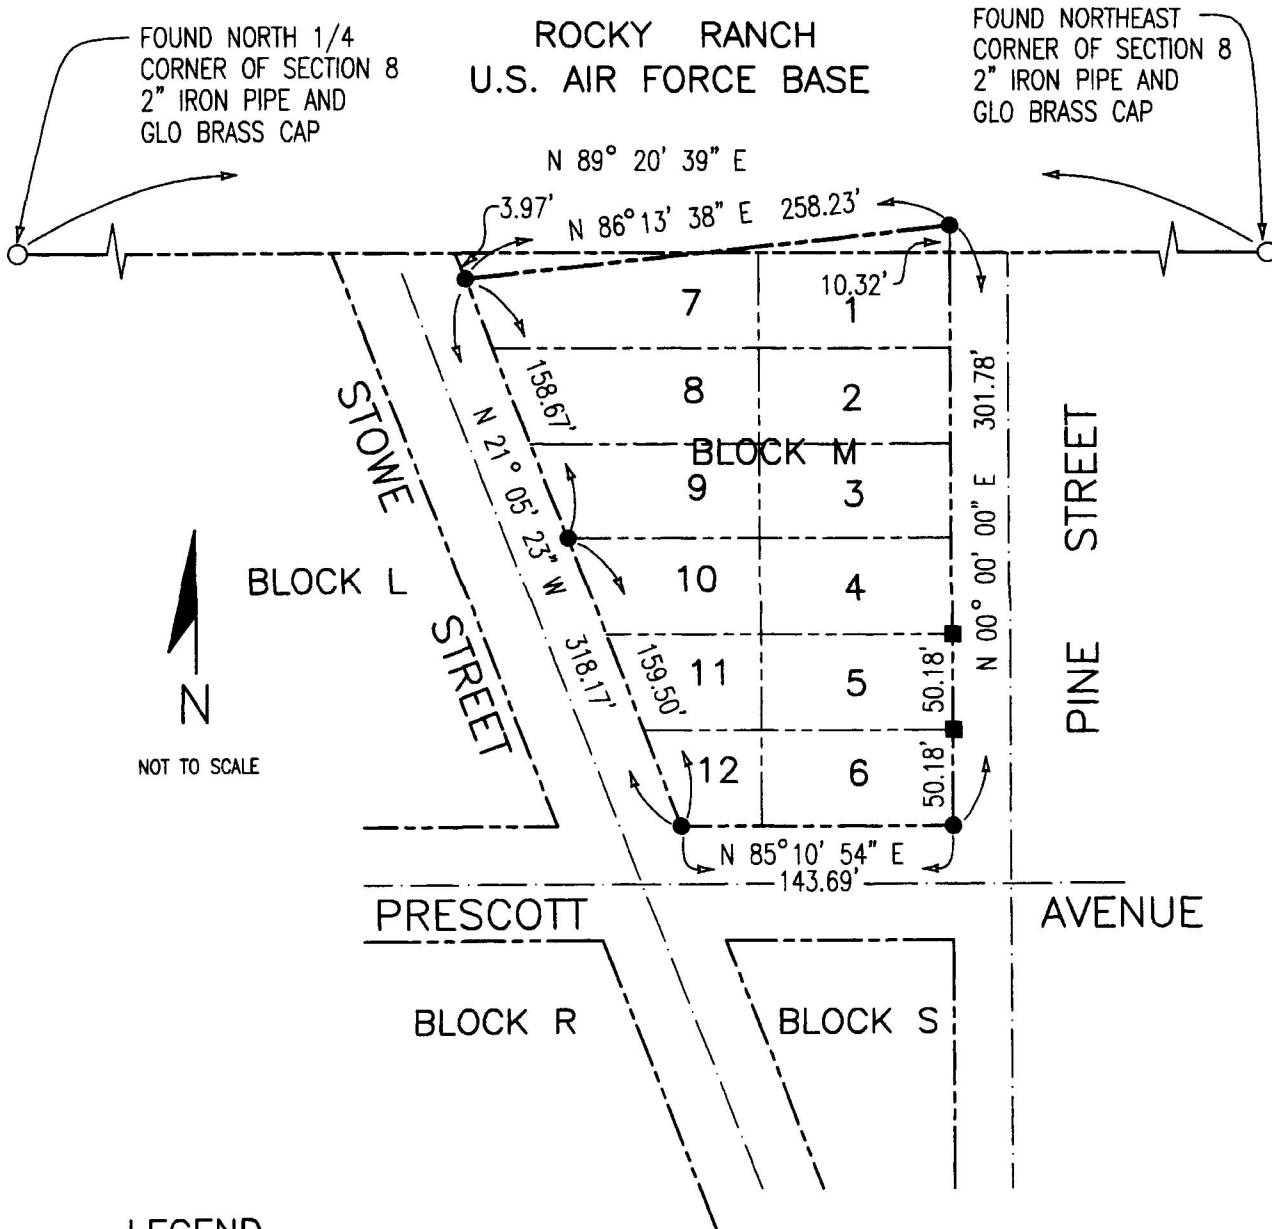 FOUND NORTH 1/4
CORNER OF SECTION 8
2" IRON PIPE AND
GLO BRASS CAP
ROCKY RANCH
U.S. AIR FORCE BASE
FOUND NORTHEAST
CORNER OF SECTION 8
2" IRON PIPE AND
GLO BRASS CAP
N 89° 20' 39" E
3.97'
N 86° 13' 38" E 258.23'
10.32'
7
1
158.67'
8
2
301.78'
STOWE
STREET
N 21° 05' 23" W
318.17'
BLOCK M
9
3
N 00° 00' 00" E
PINE STREET
BLOCK L
10
4
159.50'
11
5
50.18'
N
NOT TO SCALE
12
6
50.18'
N 85° 10' 54" E
143.69'
PRESCOTT AVENUE
BLOCK R
BLOCK S
LEGEND